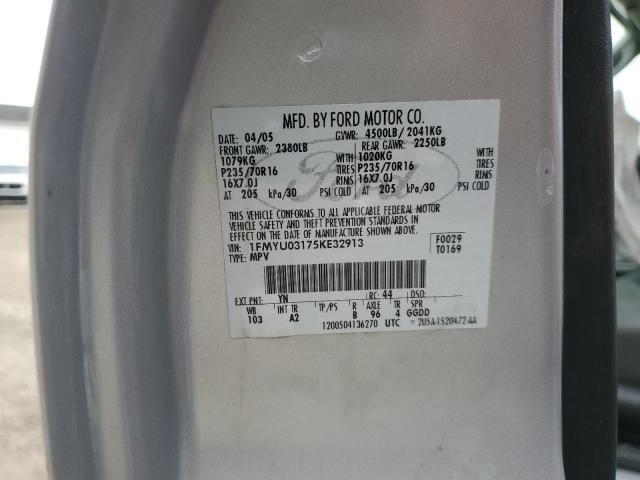 MFD. BY FORD MOTOR CO.
DATE: 04/05 GVWR: 4500LB/ 2041KG
FRONT GAWR: 2380LB REAR GAWR: 2250LB
1079KG WITH 1020KG WITH
P235/70R16 TIRES P235/70R16 TIRES
16X7.0J RIMS 16X7.0J RIMS
AT 205 kPa/30 PSI COLD AT 205 kPa/30 PSI COLD
Ford
THIS VEHICLE CONFORMS TO ALL APPLICABLE FEDERAL MOTOR
VEHICLE SAFETY AND THEFT PREVENTION STANDARDS IN
EFFECT ON THE DATE OF MANUFACTURE SHOWN ABOVE.
VIN: 1FMYU03175KE32913 F0029
TYPE: MPV T0169
EXT PNT: YN RC: 44 DSO:
WB INT TR TP/PS R AXLE TR SPR
103 A2 B 96 4 GGDD
1200504136270 UTC ▽ 2U5A-1520472-AA